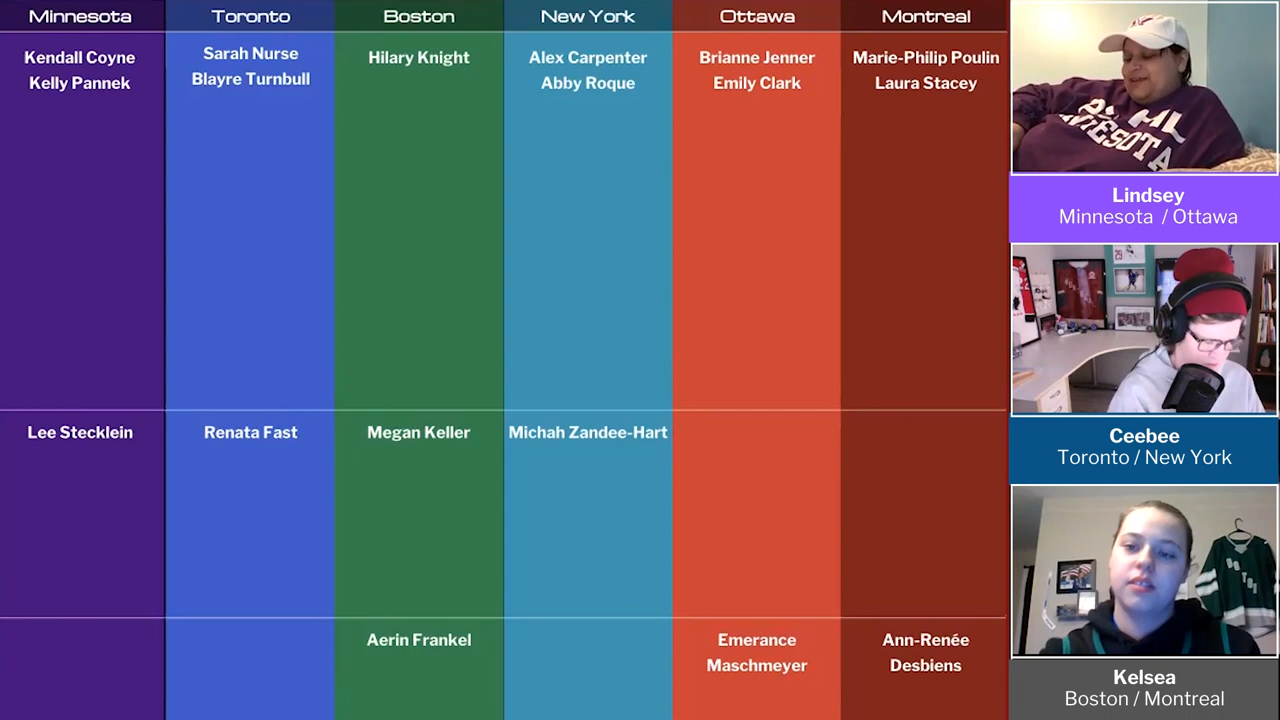 Minnesota
Toronto
Boston
New York
Ottawa
Montreal
Kendall Coyne
Kelly Pannek
Sarah Nurse
Blayre Turnbull
Hilary Knight
Alex Carpenter
Abby Roque
Brianne Jenner
Emily Clark
Marie-Philip Poulin
Laura Stacey
Lee Stecklein
Renata Fast
Megan Keller
Michah Zandee-Hart
Aerin Frankel
Emerance
Maschmeyer
Ann-Renée
Desbiens
Lindsey
Minnesota / Ottawa
Ceebee
Toronto / New York
Kelsea
Boston / Montreal